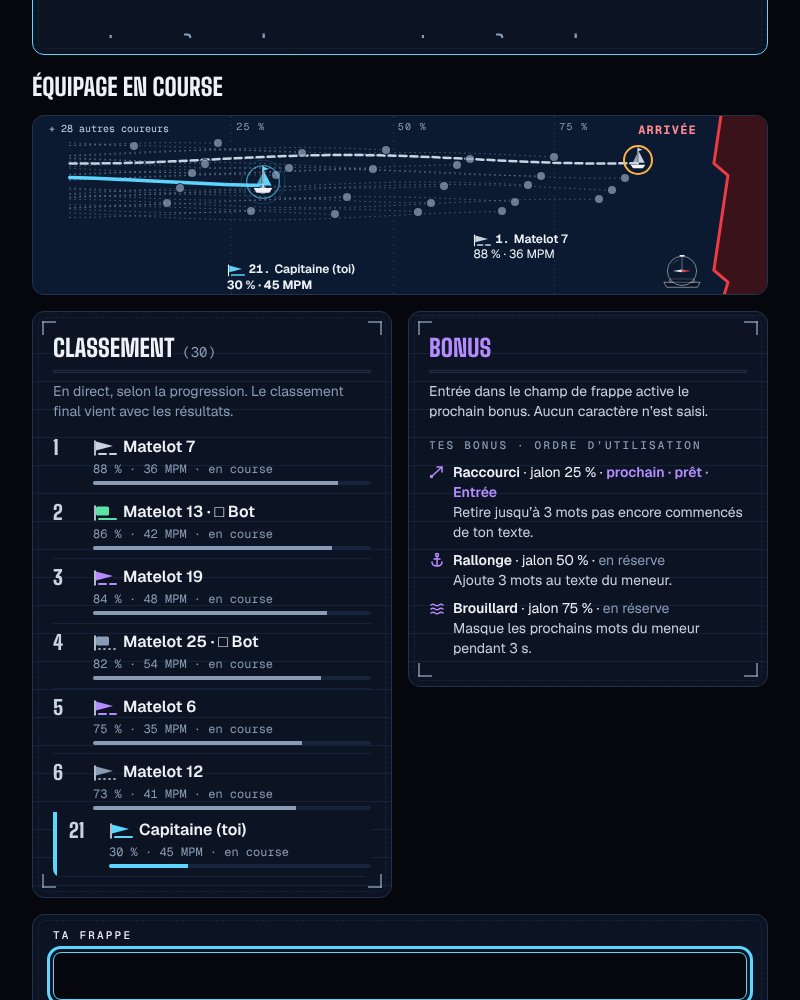 ÉQUIPAGE EN COURSE
+ 28 autres coureurs
25 %
50 %
75 %
ARRIVÉE
1. Matelot 7
88 % · 36 MPM
21. Capitaine (toi)
30 % · 45 MPM
CLASSEMENT (30)
En direct, selon la progression. Le classement
final vient avec les résultats.
1 Matelot 7
88 % · 36 MPM · en course
2 Matelot 13 · □ Bot
86 % · 42 MPM · en course
3 Matelot 19
84 % · 48 MPM · en course
4 Matelot 25 · □ Bot
82 % · 54 MPM · en course
5 Matelot 6
75 % · 35 MPM · en course
6 Matelot 12
73 % · 41 MPM · en course
21 Capitaine (toi)
30 % · 45 MPM · en course
BONUS
Entrée dans le champ de frappe active le
prochain bonus. Aucun caractère n'est saisi.
TES BONUS · ORDRE D'UTILISATION
Raccourci · jalon 25 % · prochain · prêt ·
Entrée
Retire jusqu'à 3 mots pas encore commencés
de ton texte.
Rallonge · jalon 50 % · en réserve
Ajoute 3 mots au texte du meneur.
Brouillard · jalon 75 % · en réserve
Masque les prochains mots du meneur
pendant 3 s.
TA FRAPPE